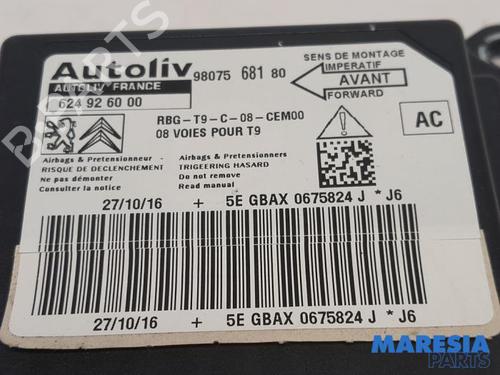 Autoliv
AUTOLIV FRANCE
624 92 60 00
98075 681 80
SENS DE MONTAGE
IMPERATIF
AVANT
FORWARD
RBG-T9-C-08-CEM00
08 VOIES POUR T9
AC
Airbags & Pretensionneur -
RISQUE DE DECLENCHEMENT
Ne pas démonter
Consulter la notice
Airbags & Pretensioners
TRIGEERING HASARD
Do not remove
Read manual
27/10/16 + 5E GBAX 0675824 J * J6
27/10/16 + 5E GBAX 0675824 J * J6
B-PARTS
MARESIA
PARTS